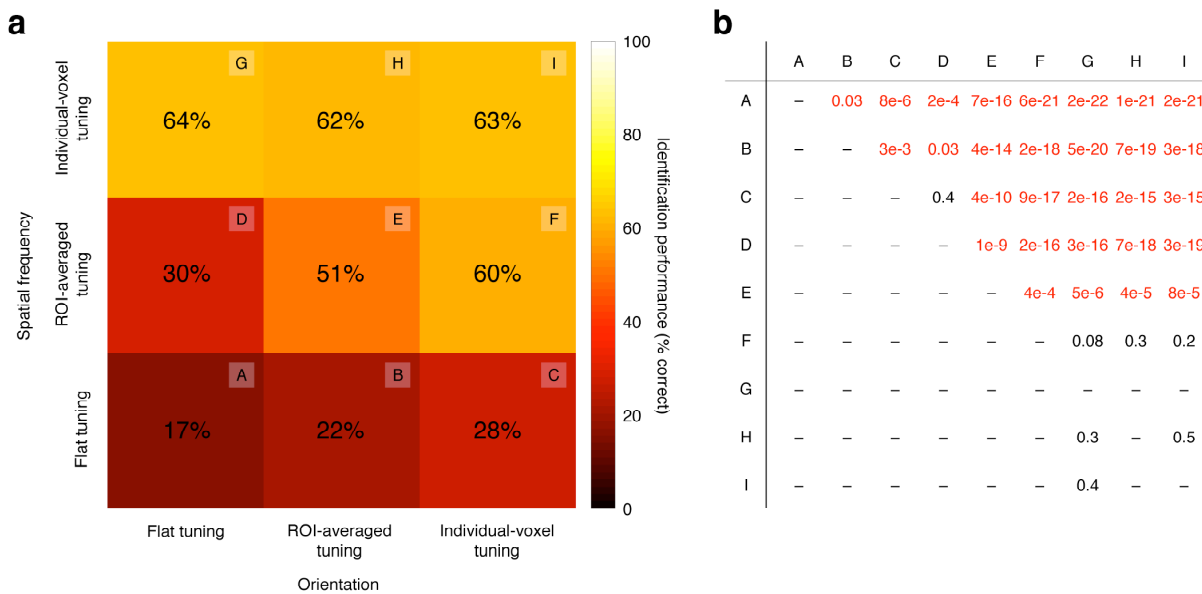 a
G H I
64% 62% 63%
D E F
30% 51% 60%
A B C
17% 22% 28%
Spatial frequency
Individual-voxel
tuning
ROI-averaged
tuning
Flat tuning
Flat tuning
ROI-averaged
tuning
Individual-voxel
tuning
Orientation
100
80
60
40
20
0
Identification performance (% correct)
b
A B C D E F G H I
A – 0.03 8e-6 2e-4 7e-16 6e-21 2e-22 1e-21 2e-21
B – – 3e-3 0.03 4e-14 2e-18 5e-20 7e-19 3e-18
C – – – 0.4 4e-10 9e-17 2e-16 2e-15 3e-15
D – – – – 1e-9 2e-16 3e-16 7e-18 3e-19
E – – – – – 4e-4 5e-6 4e-5 8e-5
F – – – – – – 0.08 0.3 0.2
G – – – – – – – – –
H – – – – – – 0.3 – 0.5
I – – – – – – 0.4 – –